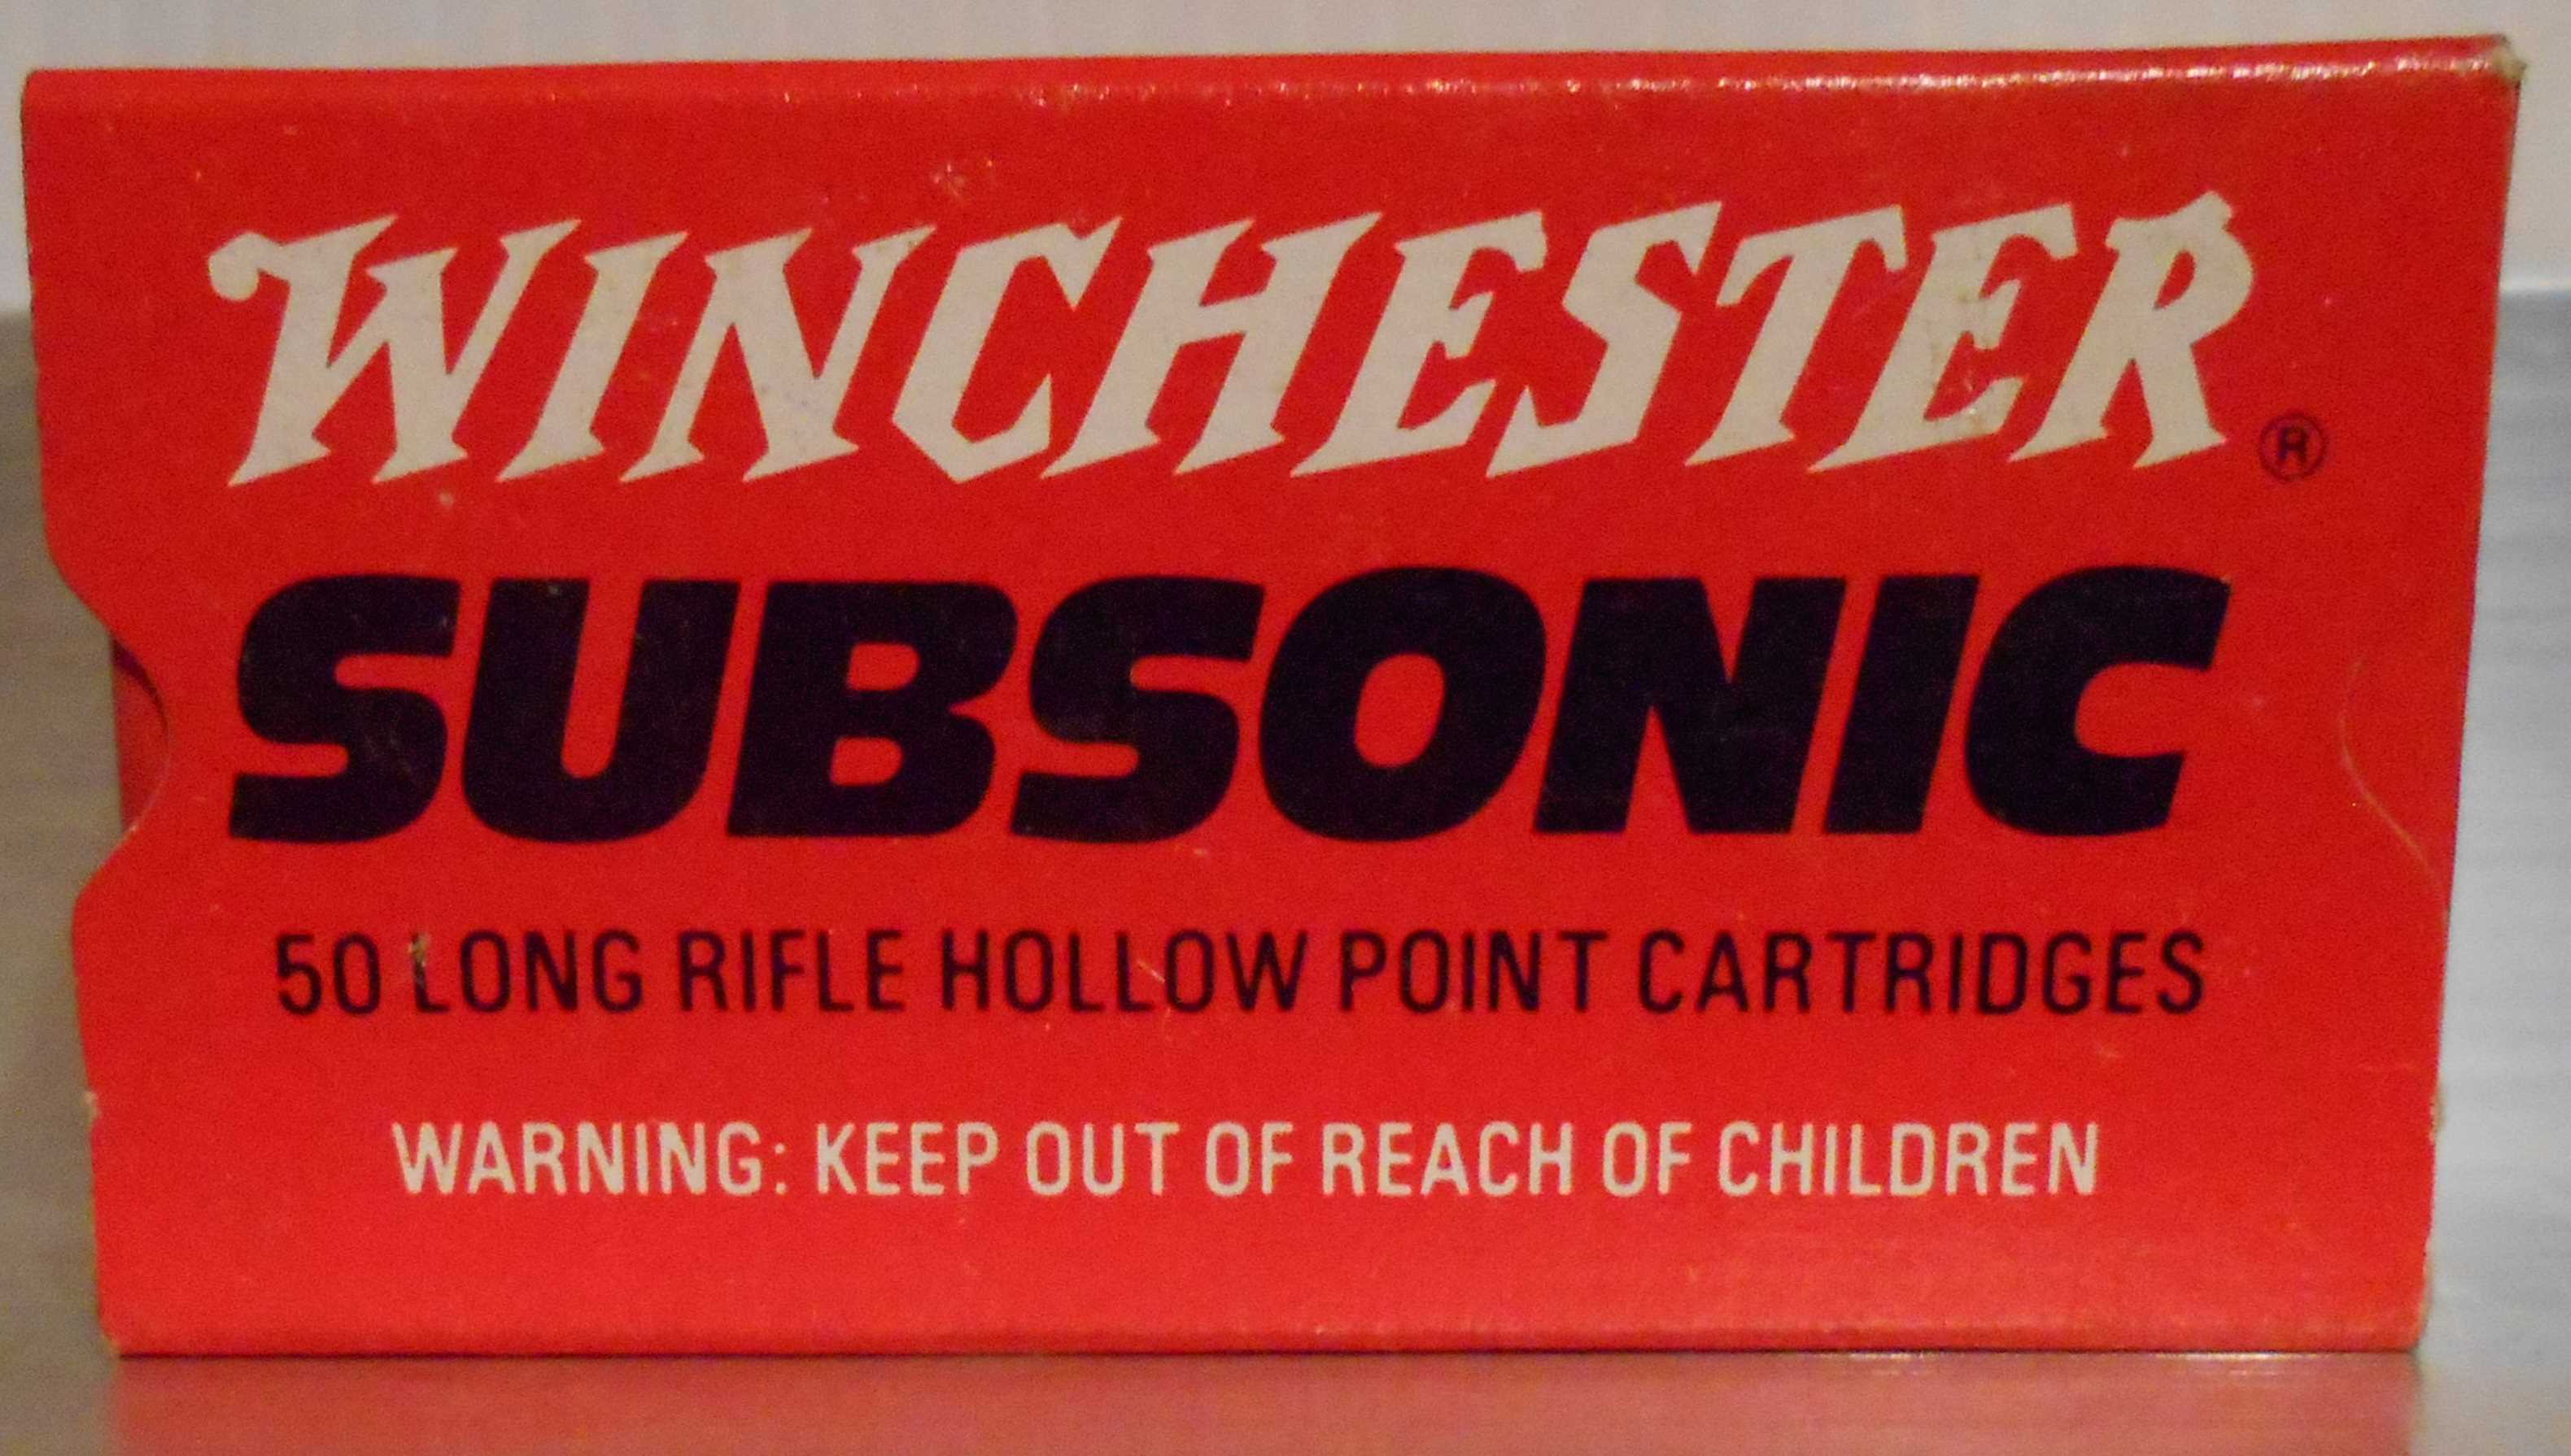 WINCHESTER®
SUBSONIC
50 LONG RIFLE HOLLOW POINT CARTRIDGES
WARNING: KEEP OUT OF REACH OF CHILDREN